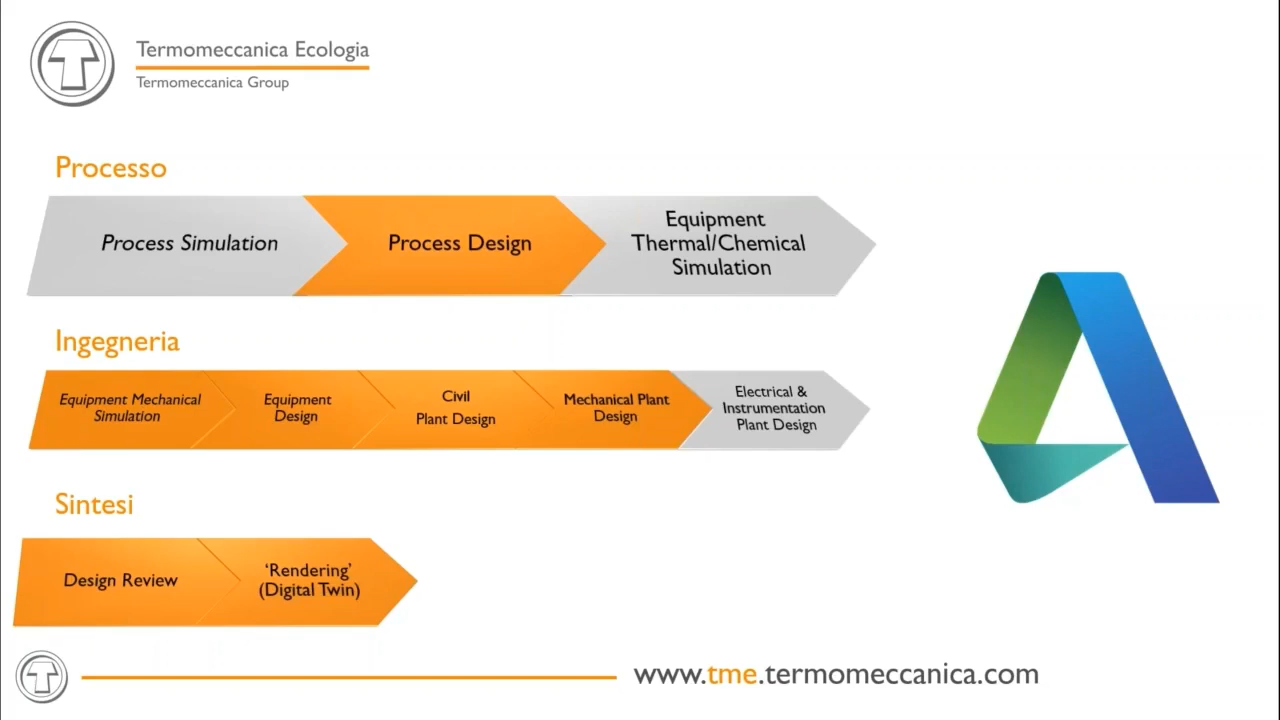 Termomeccanica Ecologia
Termomeccanica Group
Processo
Process Simulation
Process Design
Equipment
Thermal/Chemical
Simulation
Ingegneria
Equipment Mechanical
Simulation
Equipment
Design
Civil
Plant Design
Mechanical Plant
Design
Electrical &
Instrumentation
Plant Design
Sintesi
Design Review
‘Rendering’
(Digital Twin)
www.tme.termomeccanica.com